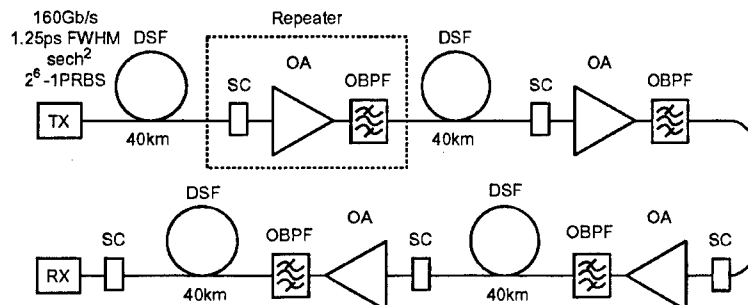 160Gb/s
1.25ps FWHM
sech²
2⁶-1PRBS
TX
DSF
40km
Repeater
SC
OA
OBPF
DSF
40km
SC
OA
OBPF
RX
SC
DSF
40km
OBPF
OA
SC
DSF
40km
OBPF
OA
SC